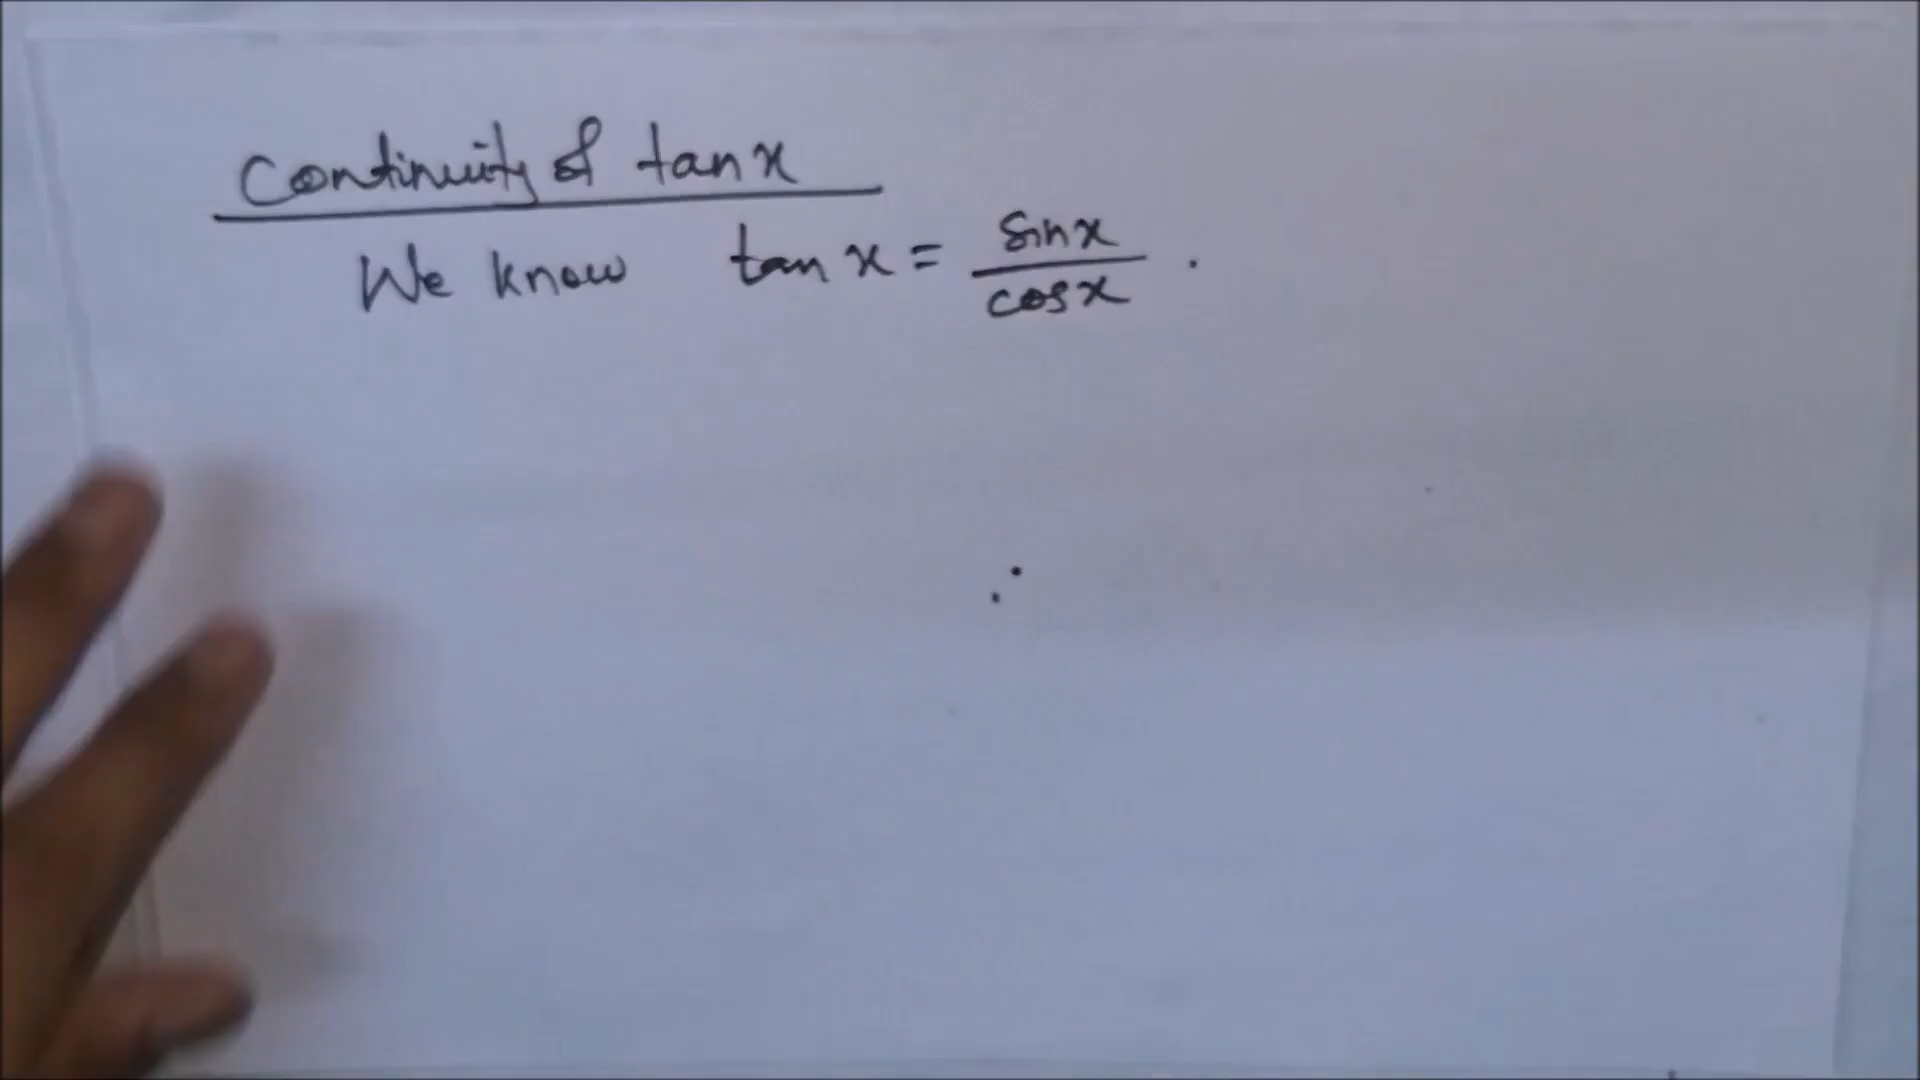 Continuity of tan x
We know tan x = sin x / cos x .